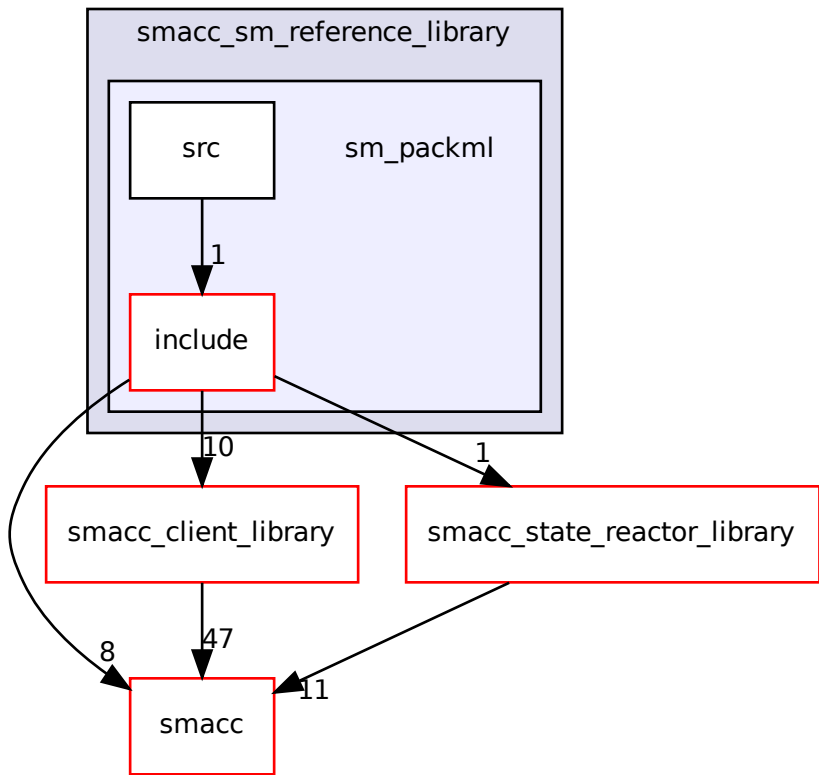 smacc_sm_reference_library
src
sm_packml
1
include
10
1
smacc_client_library
smacc_state_reactor_library
47
8
11
smacc